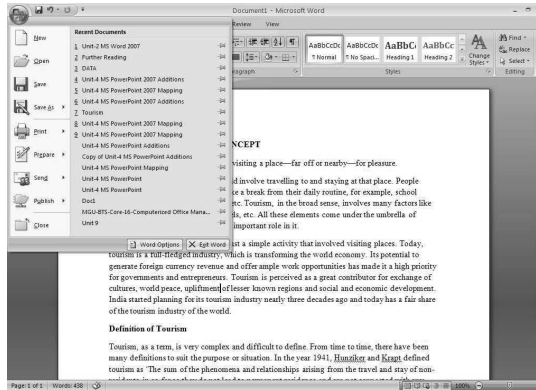 Document1 - Microsoft Word
Review View
New
Open
Save
Save As
Print
Prepare
Send
Publish
Close
Recent Documents
1 Unit-2 MS Word 2007
2 Further Reading
3 DATA
4 Unit-4 MS PowerPoint 2007 Additions
5 Unit-4 MS PowerPoint 2007 Mapping
6 Unit-4 MS PowerPoint 2007 Additions
7 Tourism
8 Unit-4 MS PowerPoint 2007 Mapping
9 Unit-4 MS PowerPoint 2007 Mapping
Unit-4 MS PowerPoint Additions
Copy of Unit-4 MS PowerPoint Additions
Unit-4 MS PowerPoint Mapping
Unit-4 MS PowerPoint
Unit-4 MS PowerPoint
Doc1
MGU-BTS-Core-16-Computerized Office Mana...
Unit 9
Word Options Exit Word
AaBbCcDc AaBbCcDc AaBbC AaBbCc
¶ Normal ¶ No Spaci... Heading 1 Heading 2
Change Styles
Find
Replace
Select
Paragraph Styles Editing
NCEPT
visiting a place—far off or nearby—for pleasure.
d involve travelling to and staying at that place. People
e a break from their daily routine, for example, school
etc. Tourism, in the broad sense, involves many factors like
ls, etc. All these elements come under the umbrella of
important role in it.
st a simple activity that involved visiting places. Today,
tourism is a full-fledged industry, which is transforming the world economy. Its potential to
generate foreign currency revenue and offer ample work opportunities has made it a high priority
for governments and entrepreneurs. Tourism is perceived as a great contributor for exchange of
cultures, world peace, upliftment of lesser known regions and social and economic development.
India started planning for its tourism industry nearly three decades ago and today has a fair share
of the tourism industry of the world.
Definition of Tourism
Tourism, as a term, is very complex and difficult to define. From time to time, there have been
many definitions to suit the purpose or situation. In the year 1941, Hunziker and Krapt defined
tourism as 'The sum of the phenomena and relationships arising from the travel and stay of non-
Page: 1 of 1 Words: 438 100%